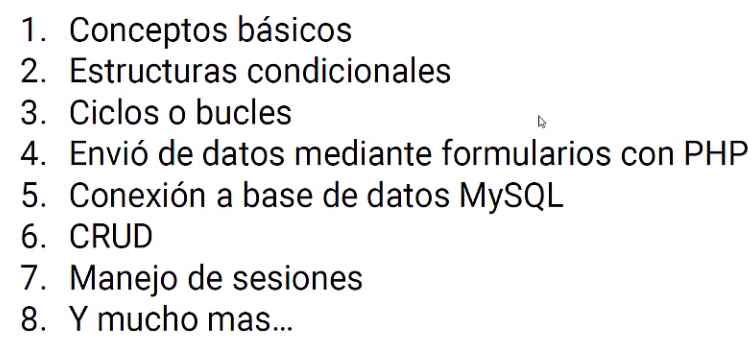 1. Conceptos básicos
2. Estructuras condicionales
3. Ciclos o bucles
4. Envió de datos mediante formularios con PHP
5. Conexión a base de datos MySQL
6. CRUD
7. Manejo de sesiones
8. Y mucho mas...